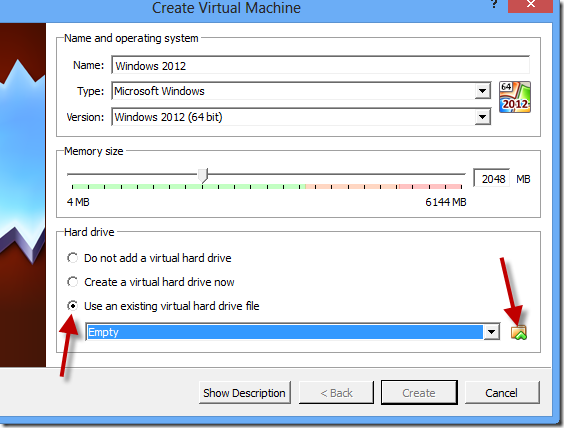 Create Virtual Machine
?
Name and operating system
Name: Windows 2012
Type: Microsoft Windows
64
2012
Version: Windows 2012 (64 bit)
Memory size
2048 MB
4 MB 6144 MB
Hard drive
Do not add a virtual hard drive
Create a virtual hard drive now
Use an existing virtual hard drive file
Empty
Show Description < Back Create Cancel